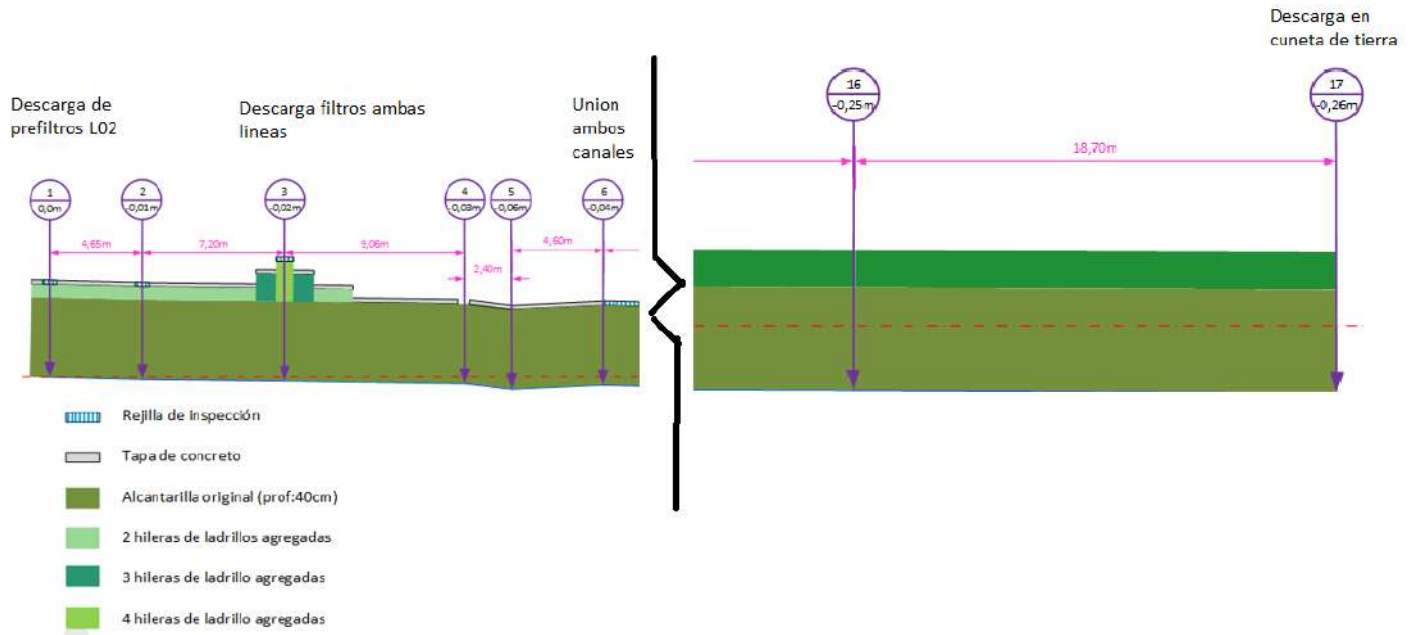 Descarga en
cuneta de tierra
16
-0,25m
17
-0,26m
18,70m
Descarga de
prefiltros L02
Descarga filtros ambas
lineas
Union
ambos
canales
1
0,0m
2
-0,01m
3
-0,02m
4
-0,03m
5
-0,06m
6
-0,04m
4,65m
7,20m
9,06m
4,60m
2,40m
Rejilla de inspección
Tapa de concreto
Alcantarilla original (prof:40cm)
2 hileras de ladrillos agregadas
3 hileras de ladrillo agregadas
4 hileras de ladrillo agregadas